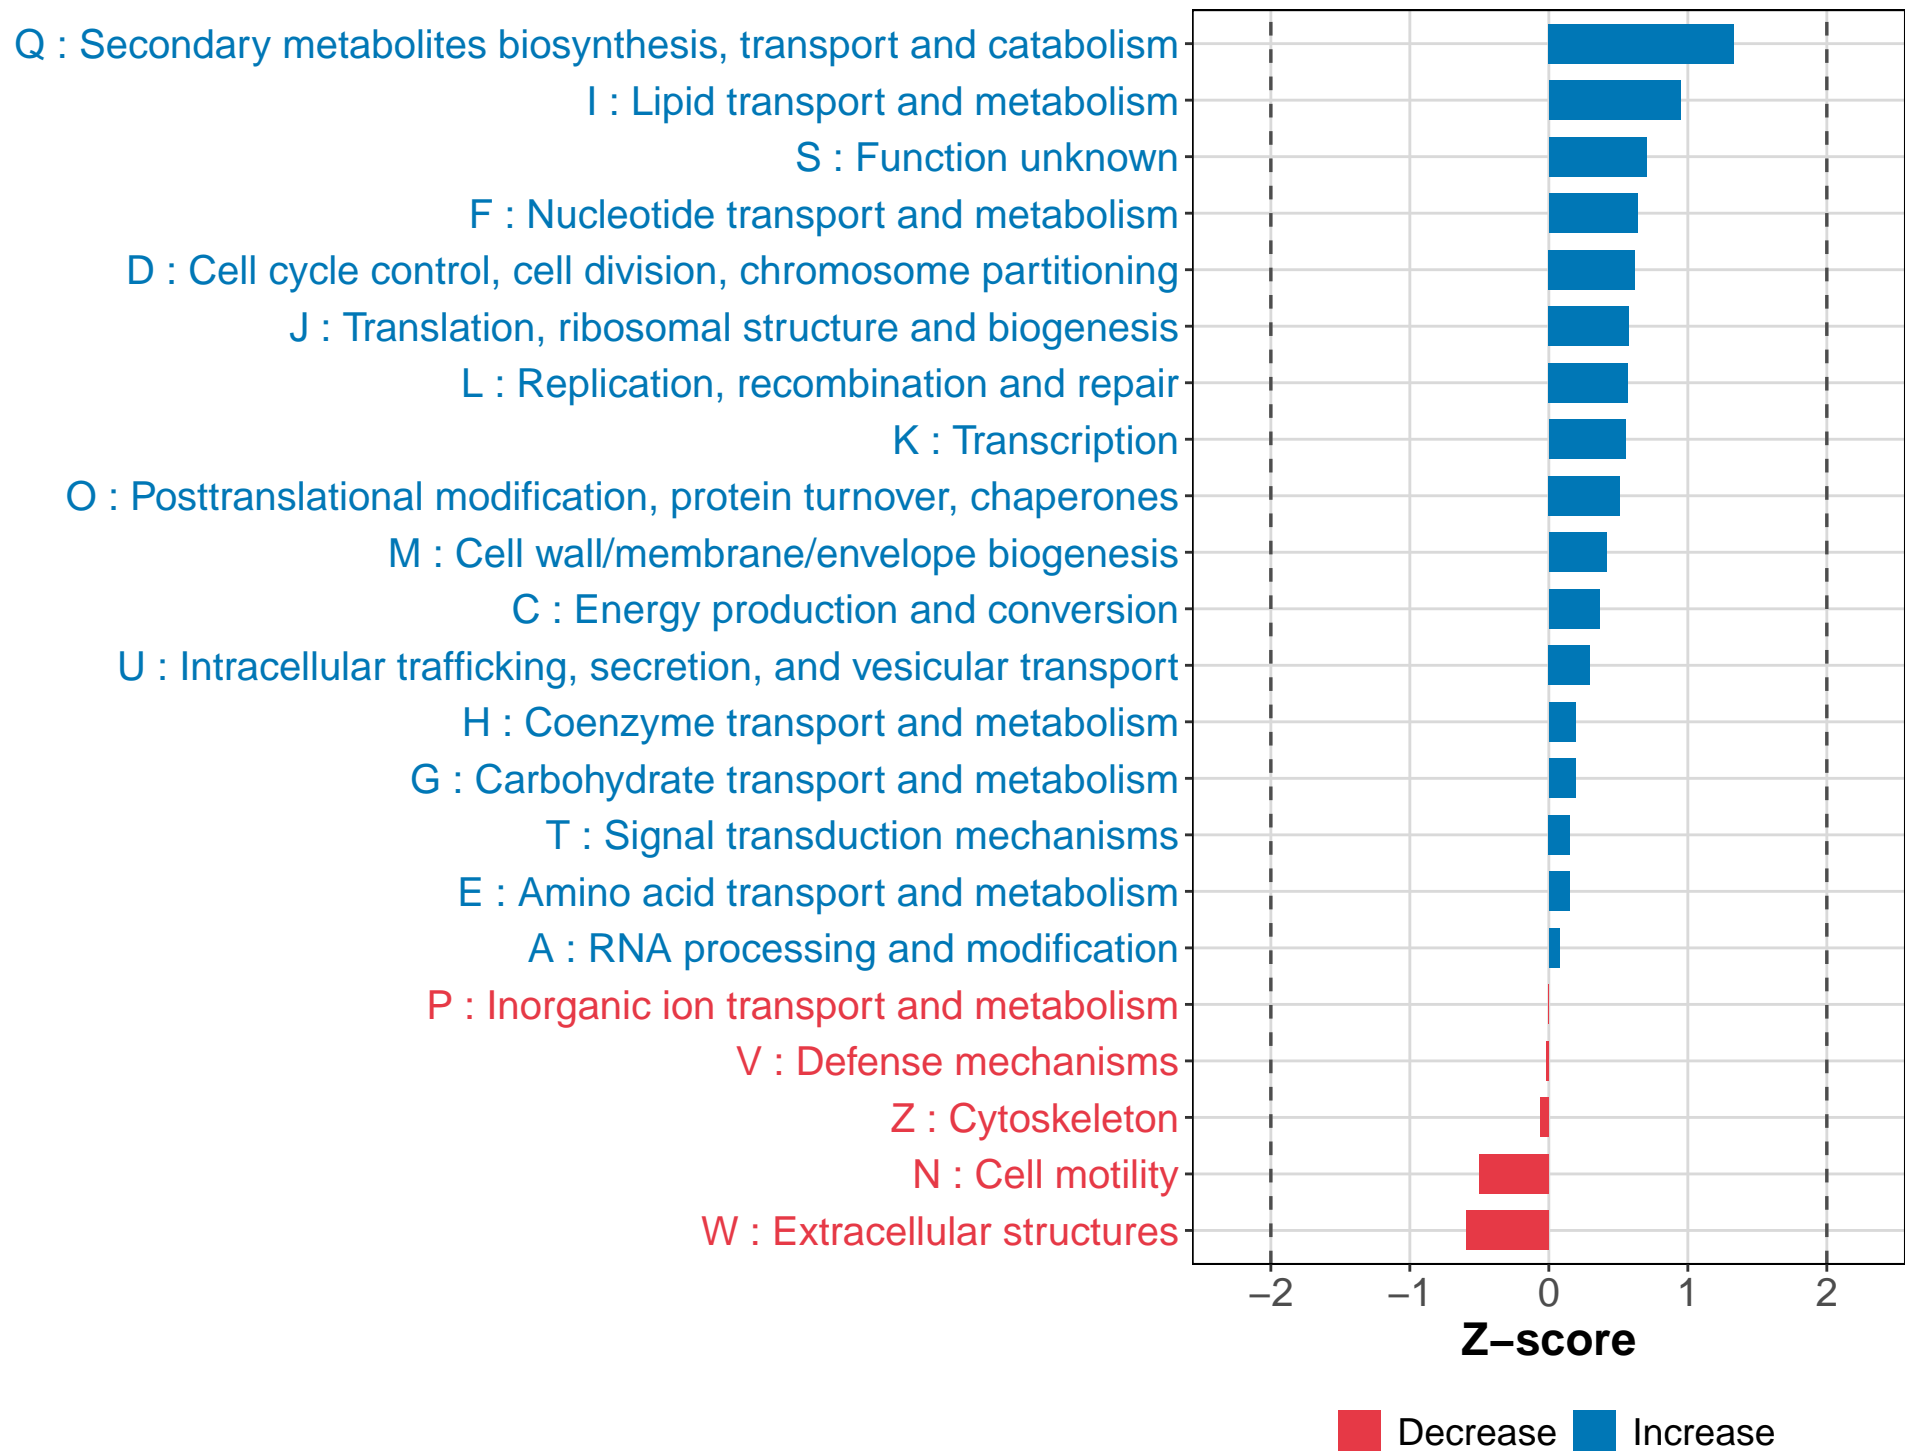 Q : Secondary metabolites biosynthesis, transport and catabolism
I : Lipid transport and metabolism
S : Function unknown
F : Nucleotide transport and metabolism
D : Cell cycle control, cell division, chromosome partitioning
J : Translation, ribosomal structure and biogenesis
L : Replication, recombination and repair
K : Transcription
O : Posttranslational modification, protein turnover, chaperones
M : Cell wall/membrane/envelope biogenesis
C : Energy production and conversion
U : Intracellular trafficking, secretion, and vesicular transport
H : Coenzyme transport and metabolism
G : Carbohydrate transport and metabolism
T : Signal transduction mechanisms
E : Amino acid transport and metabolism
A : RNA processing and modification
P : Inorganic ion transport and metabolism
V : Defense mechanisms
Z : Cytoskeleton
N : Cell motility
W : Extracellular structures
−2 −1 0 1 2
Z−score
Decrease Increase